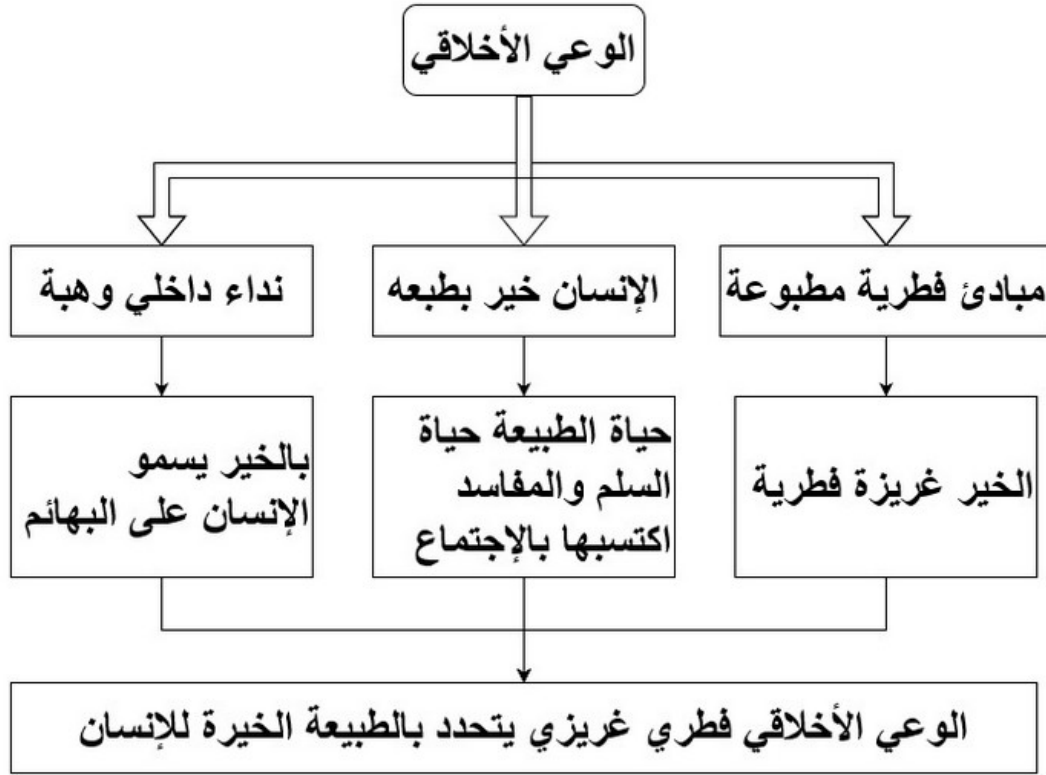 الوعي الأخلاقي
مبادئ فطرية مطبوعة
الإنسان خير بطبعه
نداء داخلي وهبة
الخير غريزة فطرية
حياة الطبيعة حياة
السلم والمفاسد
اكتسبها بالإجتماع
بالخير يسمو
الإنسان على البهائم
الوعي الأخلاقي فطري غريزي يتحدد بالطبيعة الخيرة للإنسان